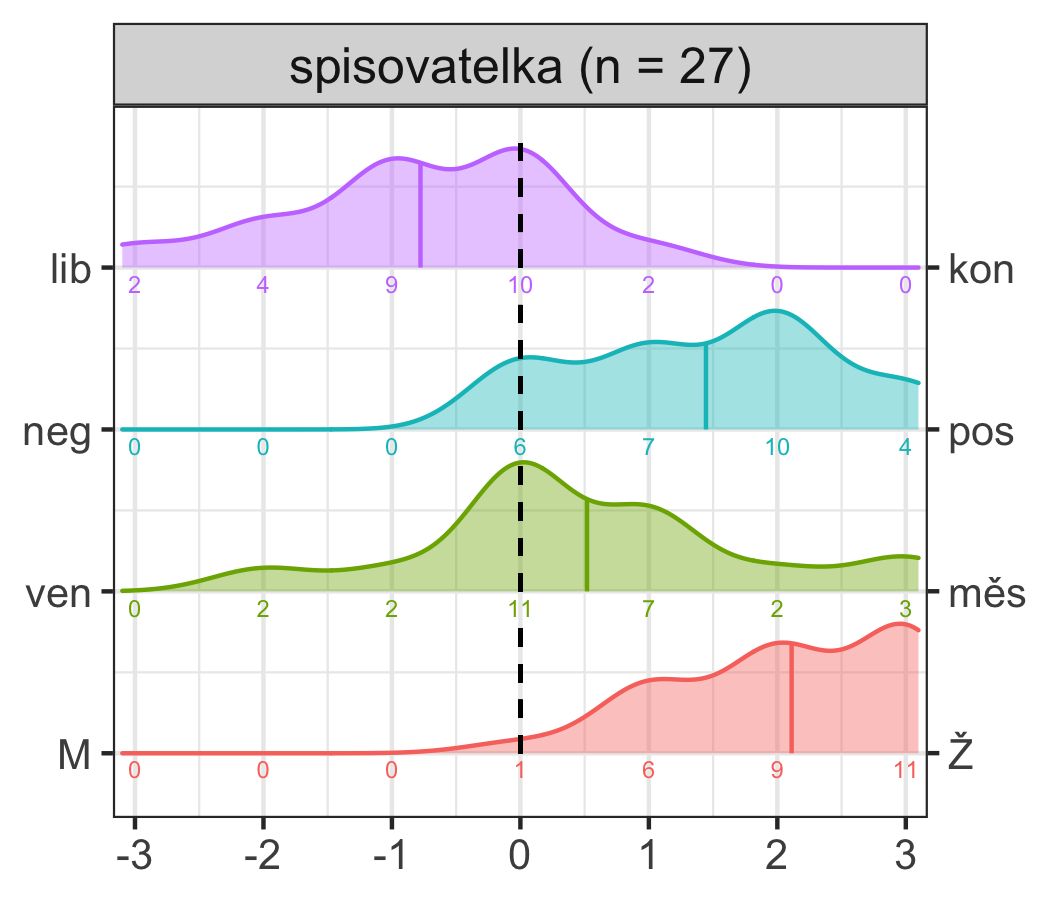 spisovatelka (n = 27)
lib kon
2 4 9 10 2 0 0
neg pos
0 0 0 6 7 10 4
ven měs
0 2 2 11 7 2 3
M Ž
0 0 0 1 6 9 11
-3 -2 -1 0 1 2 3